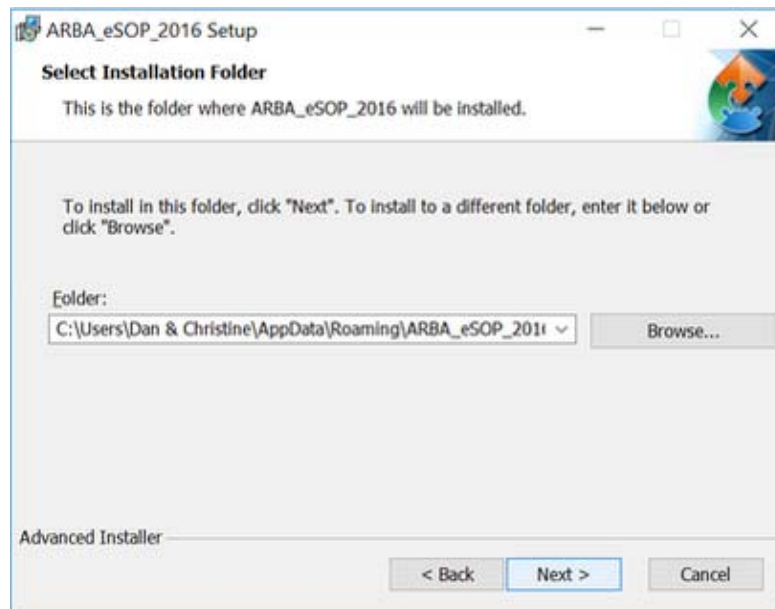 ARBA_eSOP_2016 Setup
Select Installation Folder
This is the folder where ARBA_eSOP_2016 will be installed.
To install in this folder, click "Next". To install to a different folder, enter it below or
click "Browse".
Folder:
C:\Users\Dan & Christine\AppData\Roaming\ARBA_eSOP_201
Browse...
Advanced Installer
< Back
Next >
Cancel